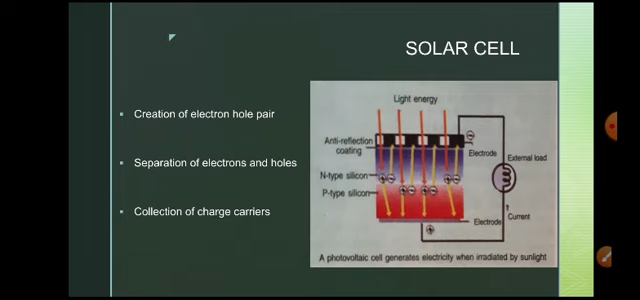 SOLAR CELL
Creation of electron hole pair
Separation of electrons and holes
Collection of charge carriers
Light energy
Anti-reflection
coating
Electrode
External load
N-type silicon
P-type silicon
Electrode
Current
A photovoltaic cell generates electricity when irradiated by sunlight